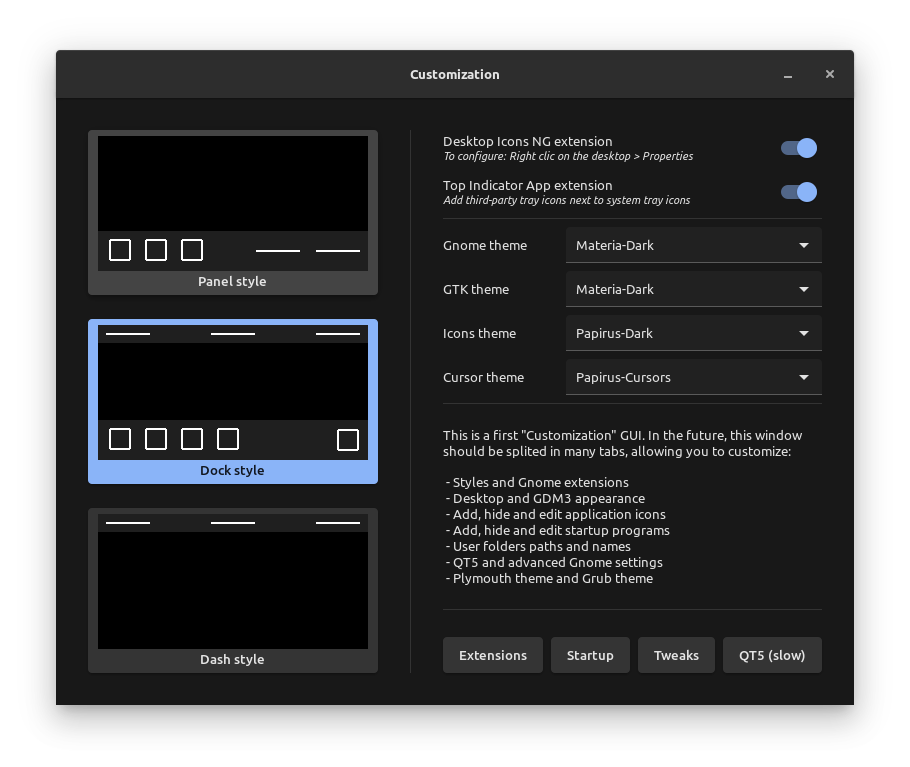 Customization
Panel style
Dock style
Dash style
Desktop Icons NG extension
To configure: Right clic on the desktop > Properties
Top Indicator App extension
Add third-party tray icons next to system tray icons
Gnome theme Materia-Dark
GTK theme Materia-Dark
Icons theme Papirus-Dark
Cursor theme Papirus-Cursors
This is a first "Customization" GUI. In the future, this window
should be splited in many tabs, allowing you to customize:
- Styles and Gnome extensions
- Desktop and GDM3 appearance
- Add, hide and edit application icons
- Add, hide and edit startup programs
- User folders paths and names
- QT5 and advanced Gnome settings
- Plymouth theme and Grub theme
Extensions Startup Tweaks QT5 (slow)